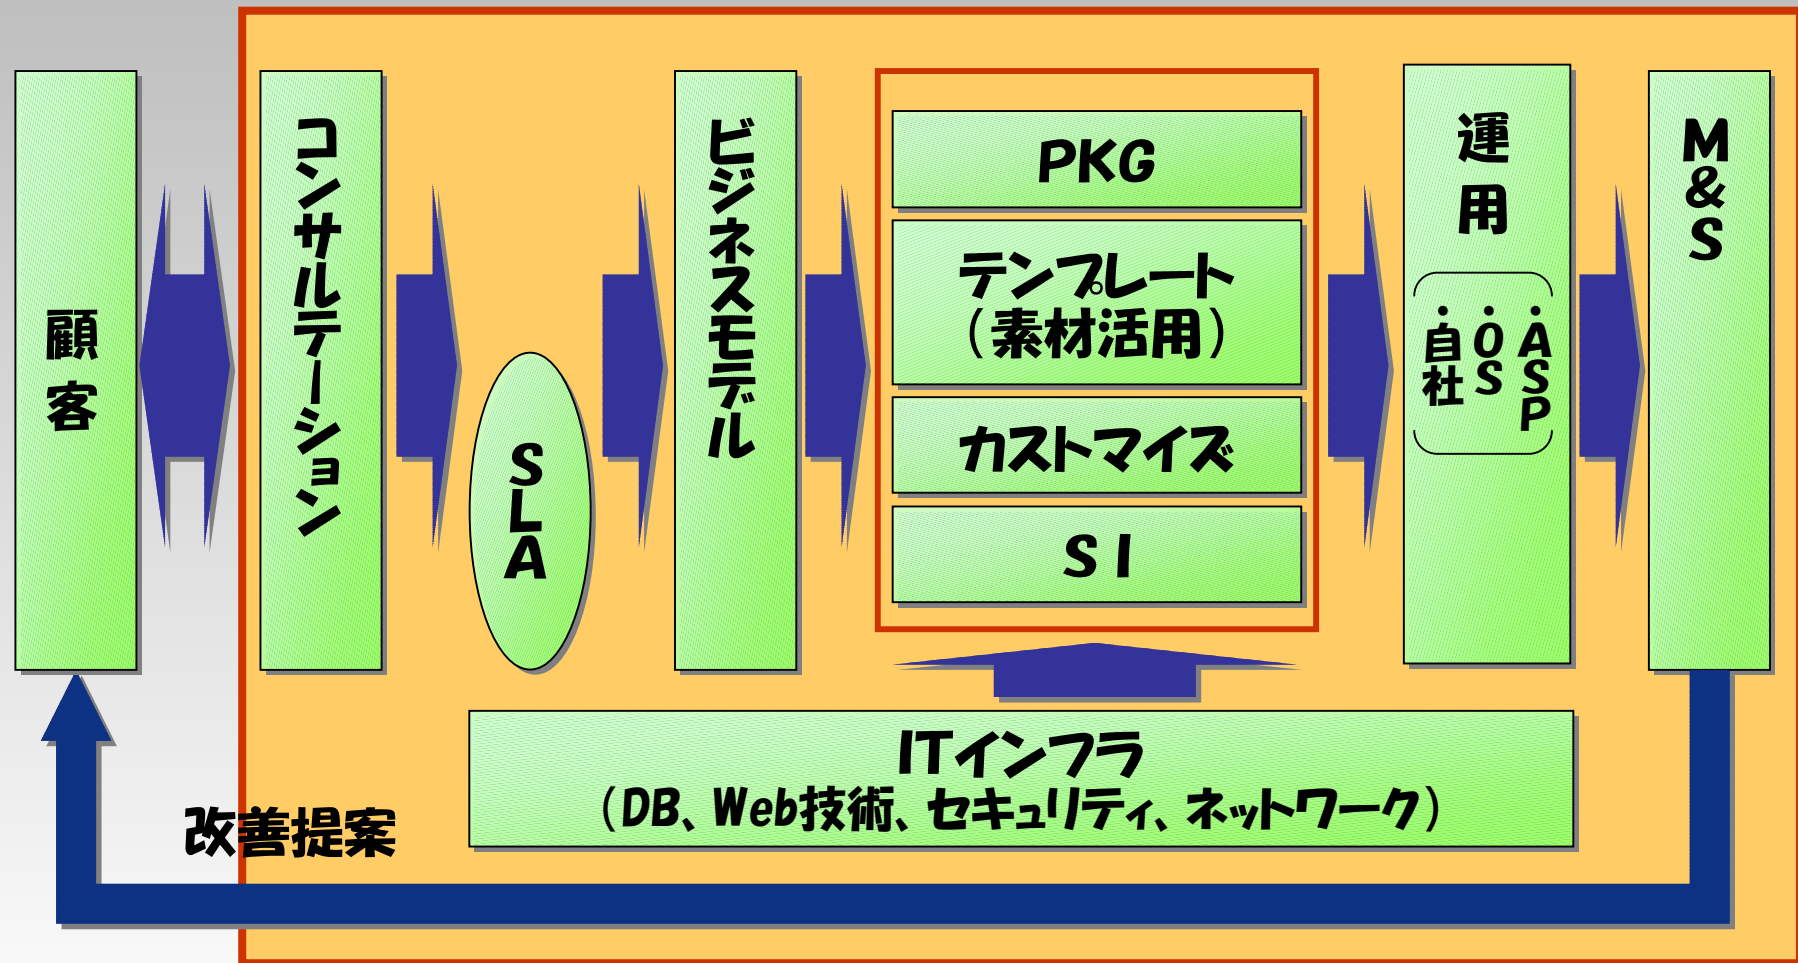 顧客
コンサルテーション
SLA
ビジネスモデル
PKG
テンプレート
（素材活用）
カストマイズ
SI
運用
・ASP
・OS
・自社
M&S
ITインフラ
（DB、Web技術、セキュリティ、ネットワーク）
改善提案